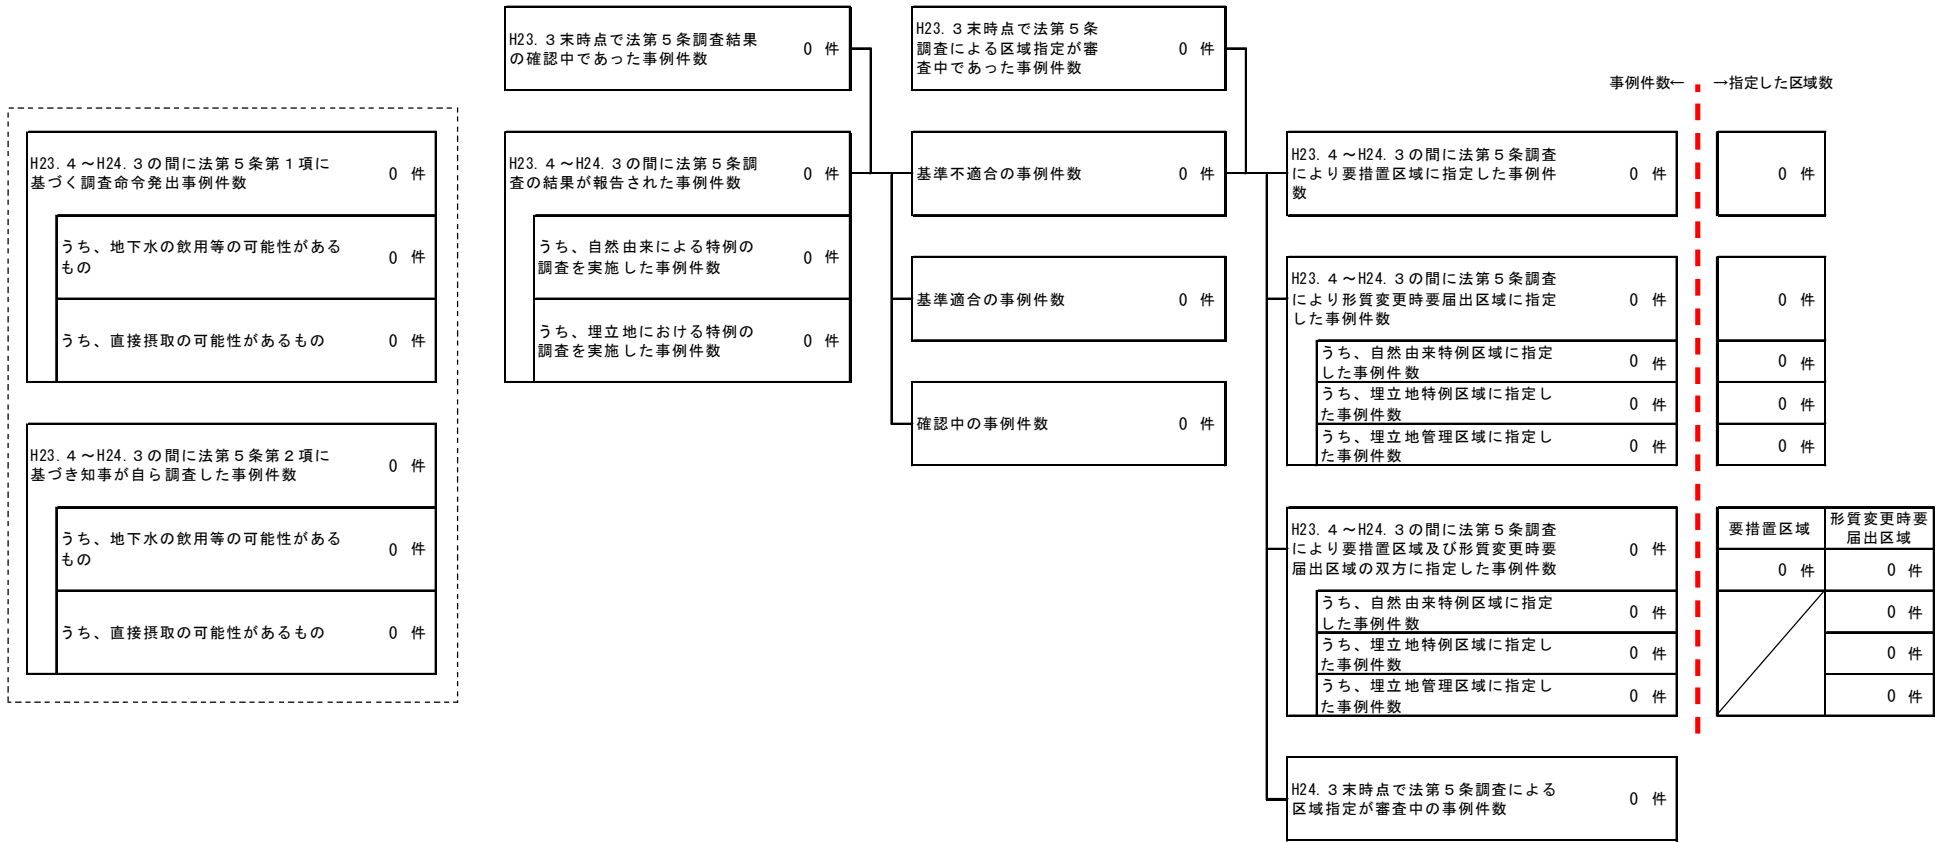 H23.３末時点で法第５条調査結果
の確認中であった事例件数
0 件
H23.３末時点で法第５条
調査による区域指定が審
査中であった事例件数
0 件
事例件数←
→指定した区域数
H23.４～H24.３の間に法第５条第１項に
基づく調査命令発出事例件数
0 件
うち、地下水の飲用等の可能性がある
もの
0 件
うち、直接摂取の可能性があるもの
0 件
H23.４～H24.３の間に法第５条第２項に
基づき知事が自ら調査した事例件数
0 件
うち、地下水の飲用等の可能性がある
もの
0 件
うち、直接摂取の可能性があるもの
0 件
H23.４～H24.３の間に法第５条調
査の結果が報告された事例件数
0 件
うち、自然由来による特例の
調査を実施した事例件数
0 件
うち、埋立地における特例の
調査を実施した事例件数
0 件
基準不適合の事例件数
0 件
基準適合の事例件数
0 件
確認中の事例件数
0 件
H23.４～H24.３の間に法第５条調査
により要措置区域に指定した事例件
数
0 件
0 件
H23.４～H24.３の間に法第５条調査
により形質変更時要届出区域に指定
した事例件数
0 件
0 件
うち、自然由来特例区域に指定
した事例件数
0 件
0 件
うち、埋立地特例区域に指定し
た事例件数
0 件
0 件
うち、埋立地管理区域に指定し
た事例件数
0 件
0 件
H23.４～H24.３の間に法第５条調査
により要措置区域及び形質変更時要
届出区域の双方に指定した事例件数
0 件
要措置区域
形質変更時要
届出区域
0 件
0 件
うち、自然由来特例区域に指定
した事例件数
0 件
0 件
うち、埋立地特例区域に指定し
た事例件数
0 件
0 件
うち、埋立地管理区域に指定し
た事例件数
0 件
0 件
H24.３末時点で法第５条調査による
区域指定が審査中の事例件数
0 件